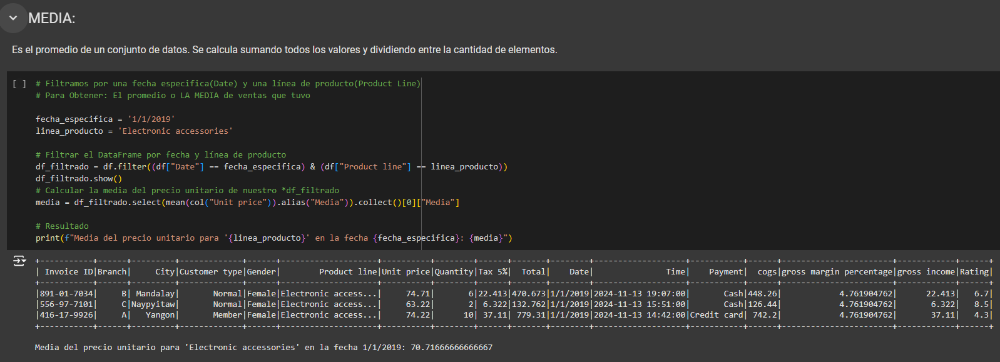 MEDIA:
Es el promedio de un conjunto de datos. Se calcula sumando todos los valores y dividiendo entre la cantidad de elementos.
[ ] # Filtramos por una fecha especifica(Date) y una línea de producto(Product Line)
# Para Obtener: El promedio o LA MEDIA de ventas que tuvo
fecha_especifica = '1/1/2019'
linea_producto = 'Electronic accessories'
# Filtrar el DataFrame por fecha y línea de producto
df_filtrado = df.filter((df["Date"] == fecha_especifica) & (df["Product line"] == linea_producto))
df_filtrado.show()
# Calcular la media del precio unitario de nuestro *df_filtrado
media = df_filtrado.select(mean(col("Unit price")).alias("Media")).collect()[0]["Media"]
# Resultado
print(f"Media del precio unitario para '{linea_producto}' en la fecha {fecha_especifica}: {media}")
+-----------+------+---------+-------------+------+--------------------+----------+--------+------+-------+--------+-------------------+-----------+------+-----------------------+------------+------+
| Invoice ID|Branch|     City|Customer type|Gender|        Product line|Unit price|Quantity|Tax 5%|  Total|    Date|               Time|    Payment|  cogs|gross margin percentage|gross income|Rating|
+-----------+------+---------+-------------+------+--------------------+----------+--------+------+-------+--------+-------------------+-----------+------+-----------------------+------------+------+
|891-01-7034|     B| Mandalay|       Normal|Female|Electronic access...|     74.71|       6|22.413|470.673|1/1/2019|2024-11-13 19:07:00|       Cash|448.26|            4.761904762|      22.413|   6.7|
|556-97-7101|     C|Naypyitaw|       Normal|Female|Electronic access...|     63.22|       2| 6.322|132.762|1/1/2019|2024-11-13 15:51:00|       Cash|126.44|            4.761904762|       6.322|   8.5|
|416-17-9926|     A|   Yangon|       Member|Female|Electronic access...|     74.22|      10| 37.11| 779.31|1/1/2019|2024-11-13 14:42:00|Credit card| 742.2|            4.761904762|       37.11|   4.3|
+-----------+------+---------+-------------+------+--------------------+----------+--------+------+-------+--------+-------------------+-----------+------+-----------------------+------------+------+
Media del precio unitario para 'Electronic accessories' en la fecha 1/1/2019: 70.71666666666667